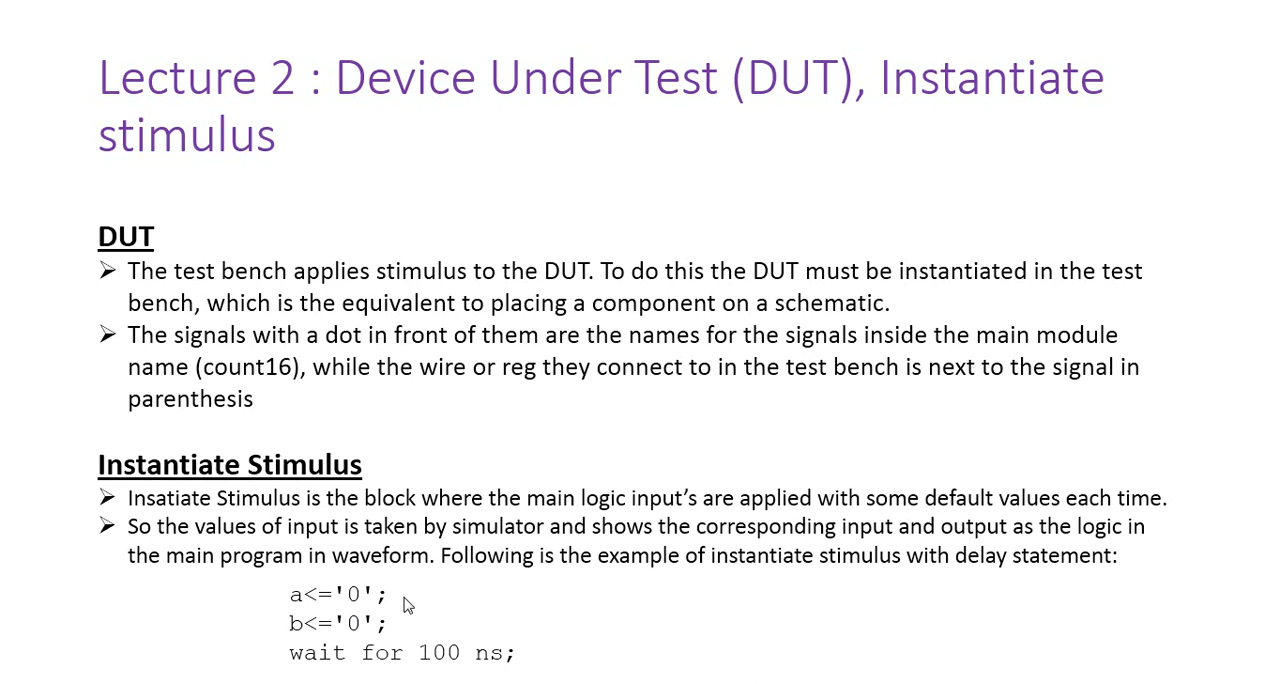 Lecture 2 : Device Under Test (DUT), Instantiate
stimulus
DUT
➢ The test bench applies stimulus to the DUT. To do this the DUT must be instantiated in the test
bench, which is the equivalent to placing a component on a schematic.
➢ The signals with a dot in front of them are the names for the signals inside the main module
name (count16), while the wire or reg they connect to in the test bench is next to the signal in
parenthesis
Instantiate Stimulus
➢ Insatiate Stimulus is the block where the main logic input’s are applied with some default values each time.
➢ So the values of input is taken by simulator and shows the corresponding input and output as the logic in
the main program in waveform. Following is the example of instantiate stimulus with delay statement:
a<='0';
b<='0';
wait for 100 ns;